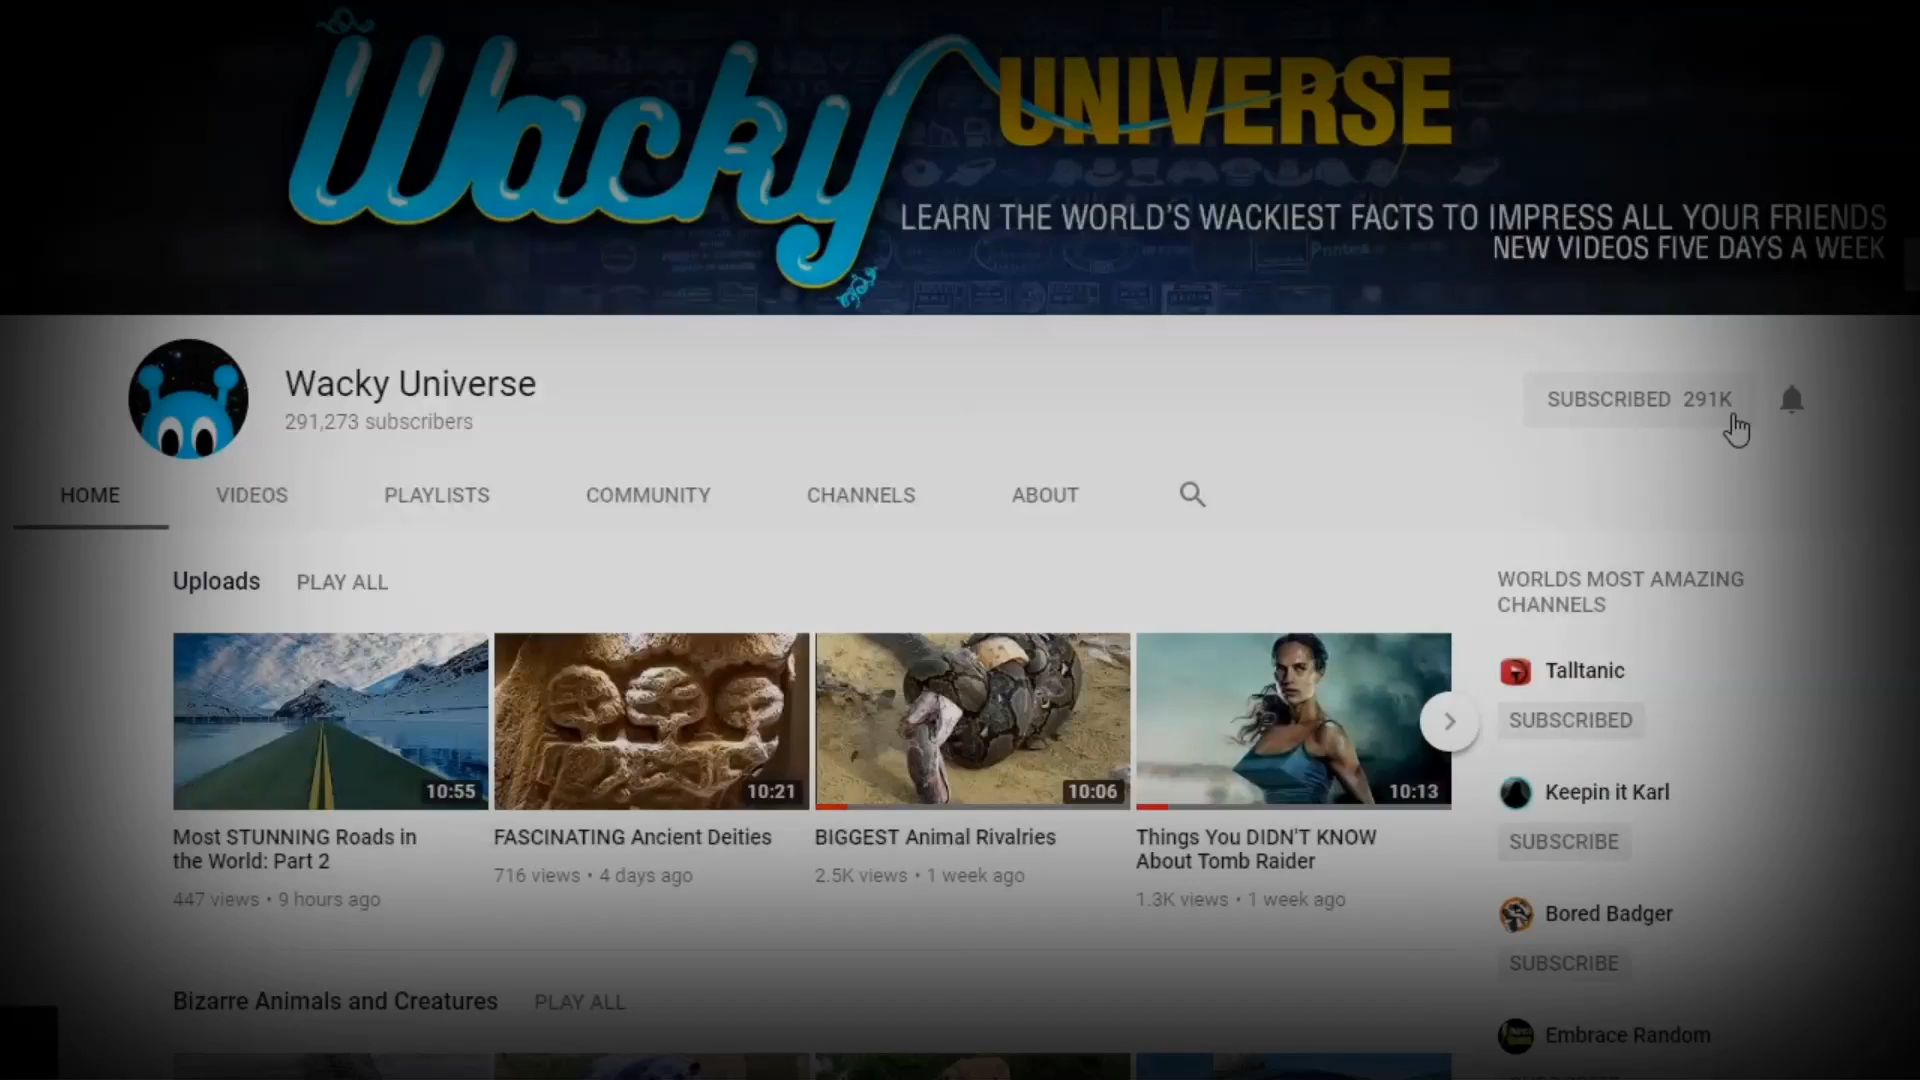 Wacky UNIVERSE
LEARN THE WORLD'S WACKIEST FACTS TO IMPRESS ALL YOUR FRIENDS
NEW VIDEOS FIVE DAYS A WEEK
Wacky Universe
291,273 subscribers
SUBSCRIBED 291K
HOME VIDEOS PLAYLISTS COMMUNITY CHANNELS ABOUT
Uploads PLAY ALL
10:55
Most STUNNING Roads in
the World: Part 2
447 views • 9 hours ago
10:21
FASCINATING Ancient Deities
716 views • 4 days ago
10:06
BIGGEST Animal Rivalries
2.5K views • 1 week ago
10:13
Things You DIDN'T KNOW
About Tomb Raider
1.3K views • 1 week ago
Bizarre Animals and Creatures PLAY ALL
WORLDS MOST AMAZING
CHANNELS
Talltanic
SUBSCRIBED
Keepin it Karl
SUBSCRIBE
Bored Badger
SUBSCRIBE
Embrace Random